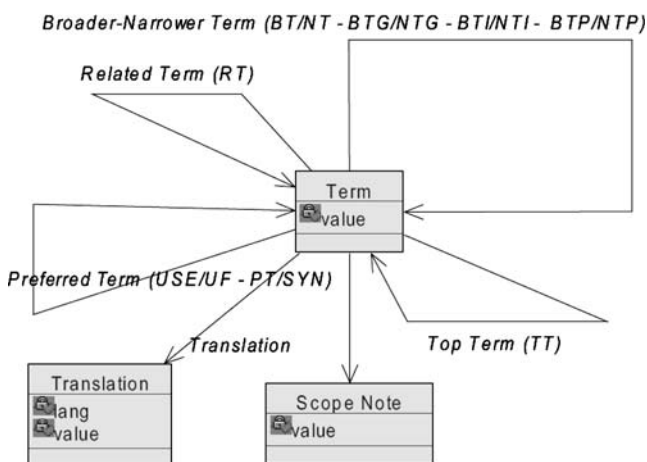 Broader-Narrower Term (BT/NT - BTG/NTG - BTI/NTI - BTP/NTP)
Related Term (RT)
Term
value
Preferred Term (USE/UF - PT/SYN)
Translation
Top Term (TT)
Translation
lang
value
Scope Note
value